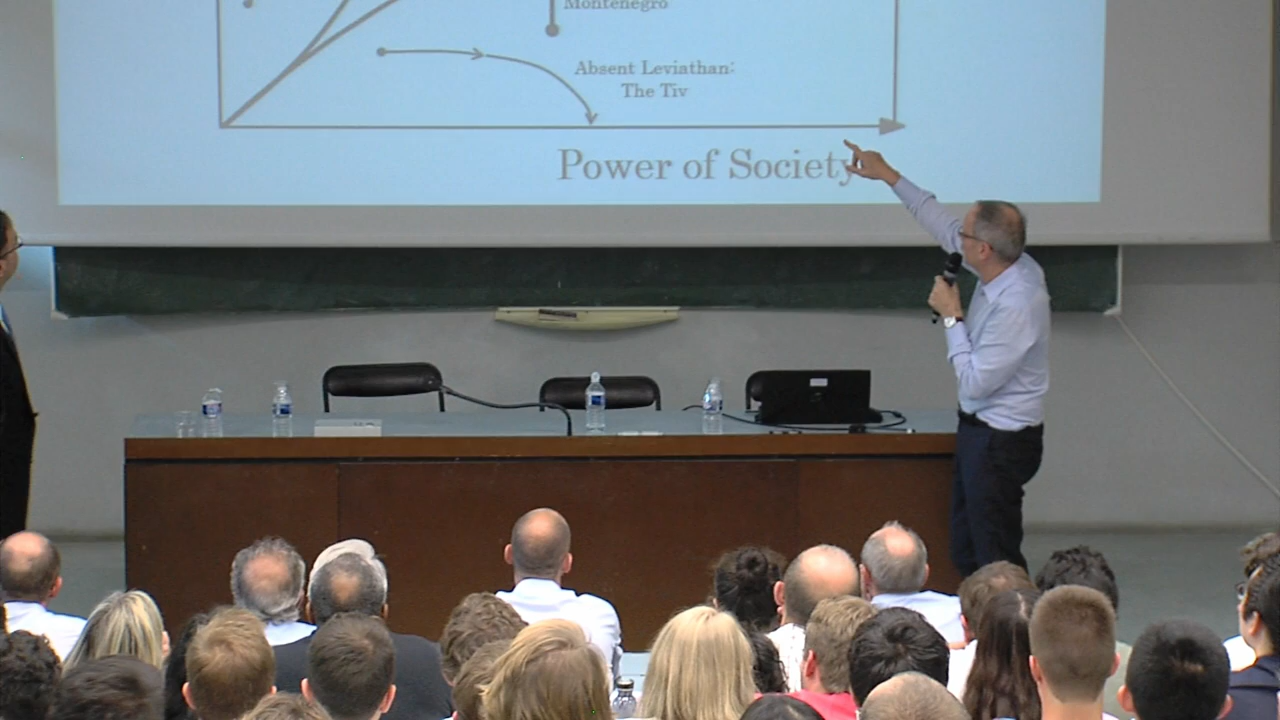 Montenegro
Absent Leviathan:
The Tiv
Power of Society